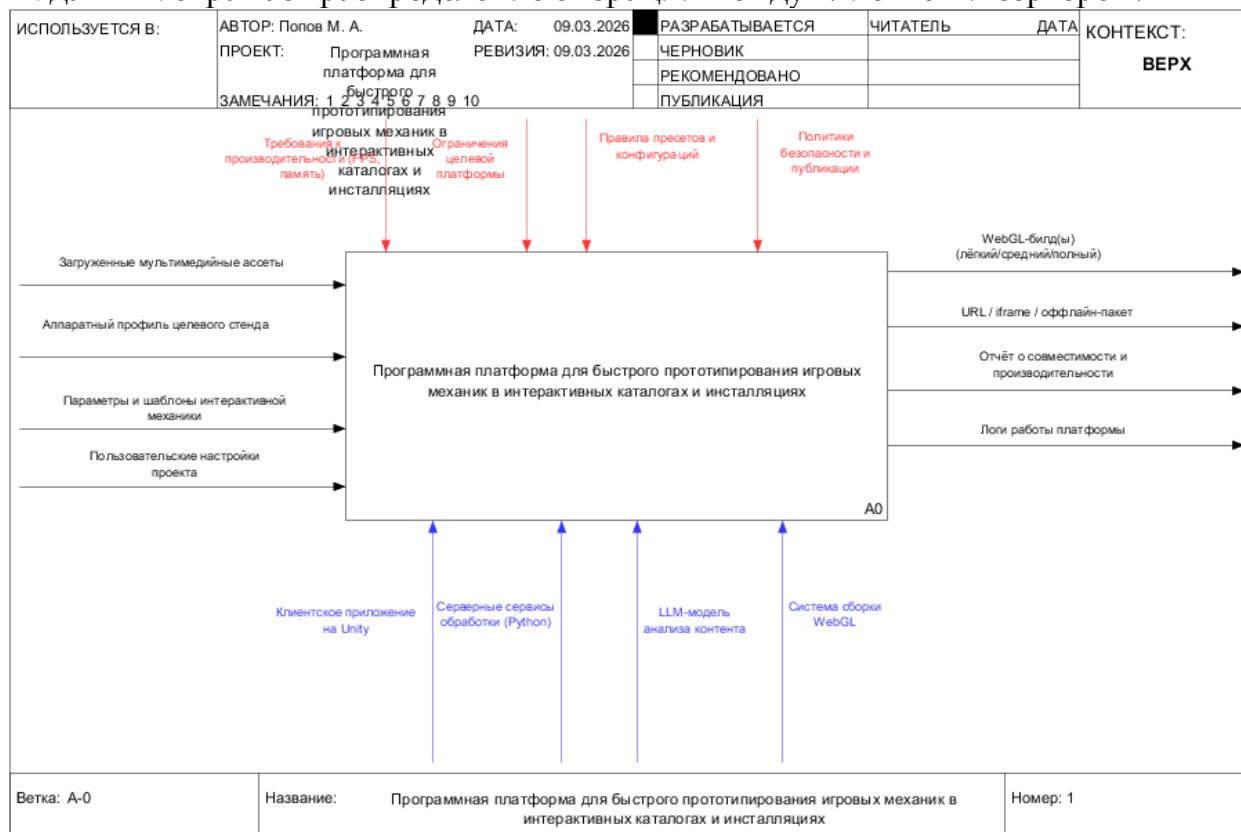 ИСПОЛЬЗУЕТСЯ В:
АВТОР: Попов М. А.
ДАТА: 09.03.2026
РАЗРАБАТЫВАЕТСЯ
ЧИТАТЕЛЬ
ДАТА
КОНТЕКСТ:
ПРОЕКТ:
Программная
платформа для
быстрого
прототипирования
игровых механик в
интерактивных
каталогах и
инсталляциях
РЕВИЗИЯ: 09.03.2026
ЧЕРНОВИК
ВЕРХ
РЕКОМЕНДОВАНО
ЗАМЕЧАНИЯ: 1 2 3 4 5 6 7 8 9 10
ПУБЛИКАЦИЯ
Требования к
производительности (FPS,
память)
Ограничения
целевой
платформы
Правила пресетов и
конфигураций
Политики
безопасности и
публикации
Загруженные мультимедийные ассеты
Аппаратный профиль целевого стенда
Параметры и шаблоны интерактивной
механики
Пользовательские настройки
проекта
Программная платформа для быстрого прототипирования игровых
механик в интерактивных каталогах и инсталляциях
A0
WebGL-билд(ы)
(лёгкий/средний/полный)
URL / iframe / оффлайн-пакет
Отчёт о совместимости и
производительности
Логи работы платформы
Клиентское приложение
на Unity
Серверные сервисы
обработки (Python)
LLM-модель
анализа контента
Система сборки
WebGL
Ветка: A-0
Название:
Программная платформа для быстрого прототипирования игровых механик в
интерактивных каталогах и инсталляциях
Номер: 1